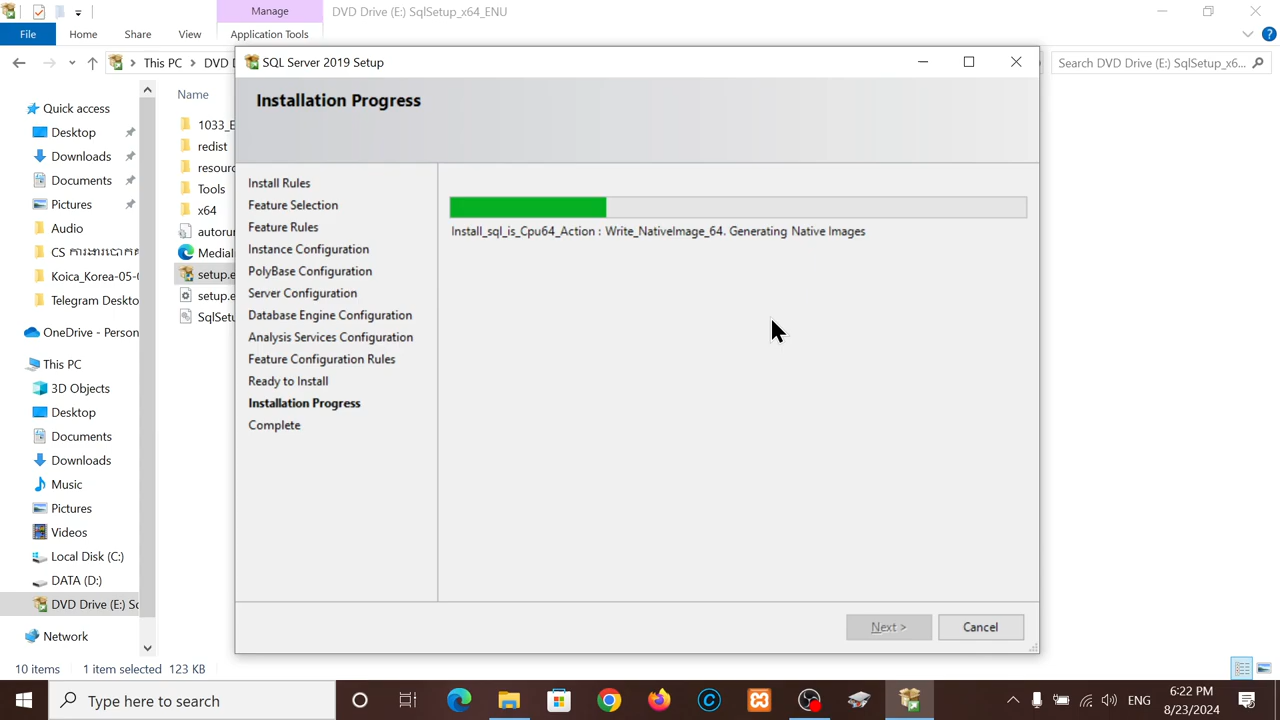 Manage
DVD Drive (E:) SqlSetup_x64_ENU
File
Home
Share
View
Application Tools
This PC
DVD
Search DVD Drive (E:) SqlSetup_x6...
SQL Server 2019 Setup
Installation Progress
Install Rules
Feature Selection
Feature Rules
Instance Configuration
PolyBase Configuration
Server Configuration
Database Engine Configuration
Analysis Services Configuration
Feature Configuration Rules
Ready to Install
Installation Progress
Complete
Install_sql_is_Cpu64_Action : Write_NativeImage_64. Generating Native Images
Next >
Cancel
Quick access
Desktop
Downloads
Documents
Pictures
Audio
CS
Koica_Korea-05-
Telegram Deskto
OneDrive - Person
This PC
3D Objects
Desktop
Documents
Downloads
Music
Pictures
Videos
Local Disk (C:)
DATA (D:)
DVD Drive (E:) Sc
Network
Name
1033_E
redist
resourc
Tools
x64
autorun
MediaI
setup.e
setup.e
SqlSetu
10 items
1 item selected
123 KB
Type here to search
ENG
6:22 PM
8/23/2024